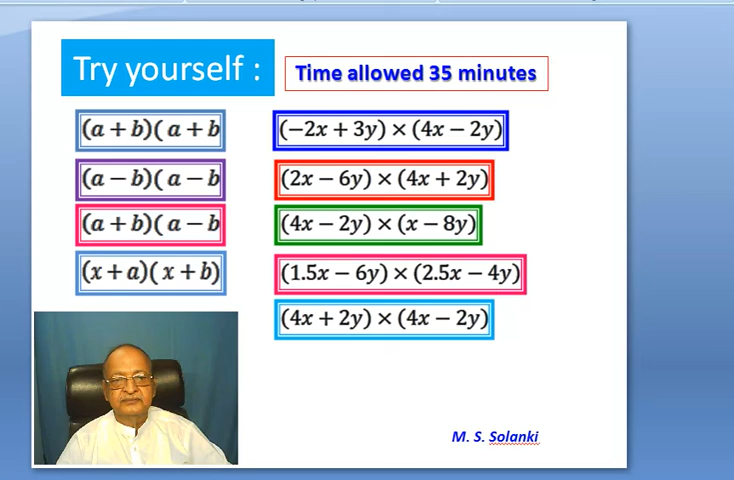 Try yourself :
Time allowed 35 minutes
(a + b)( a + b
(a − b)( a − b
(a + b)( a − b
(x + a)( x + b)
(−2x + 3y) × (4x − 2y)
(2x − 6y) × (4x + 2y)
(4x − 2y) × (x − 8y)
(1.5x − 6y) × (2.5x − 4y)
(4x + 2y) × (4x − 2y)
M. S. Solanki